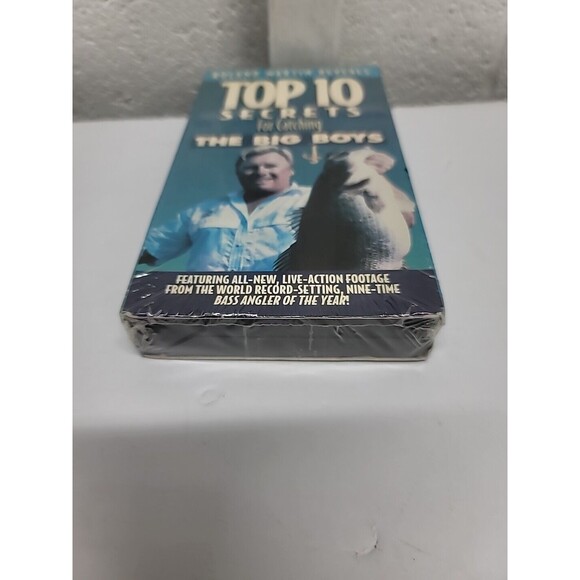 ROLAND MARTIN REVEALS
TOP 10
SECRETS
For Catching
THE BIG BOYS
FEATURING ALL-NEW, LIVE-ACTION FOOTAGE
FROM THE WORLD RECORD-SETTING, NINE-TIME
BASS ANGLER OF THE YEAR!